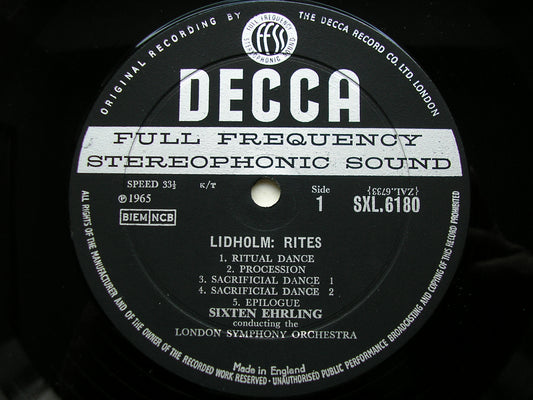 ORIGINAL RECORDING BY THE DECCA RECORD CO. LTD. LONDON
FULL FREQUENCY
ffss
STEREOPHONIC SOUND
DECCA
FULL FREQUENCY
STEREOPHONIC SOUND
SPEED 33⅓ K/T
Side {ZAL.6733}
℗1965
1 SXL.6180
BIEM NCB
LIDHOLM: RITES
1. RITUAL DANCE
2. PROCESSION
3. SACRIFICIAL DANCE 1
4. SACRIFICIAL DANCE 2
5. EPILOGUE
SIXTEN EHRLING
conducting the
LONDON SYMPHONY ORCHESTRA
Made in England
ALL RIGHTS OF THE MANUFACTURER AND OF THE OWNER OF THE RECORDED WORK RESERVED · UNAUTHORISED PUBLIC PERFORMANCE BROADCASTING AND COPYING OF THIS RECORD PROHIBITED